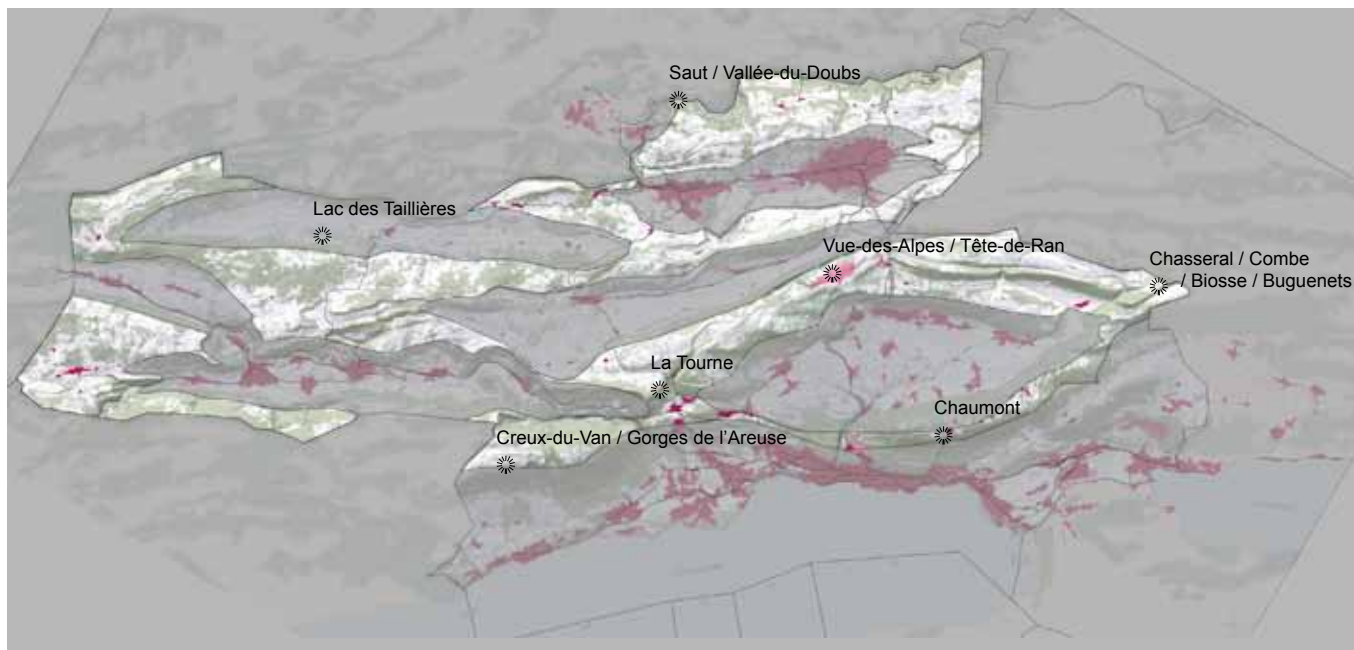 Saut / Vallée-du-Doubs
Lac des Taillières
Vue-des-Alpes / Tête-de-Ran
Chasseral / Combe
/ Biosse / Buguenets
La Tourne
Chaumont
Creux-du-Van / Gorges de l’Areuse